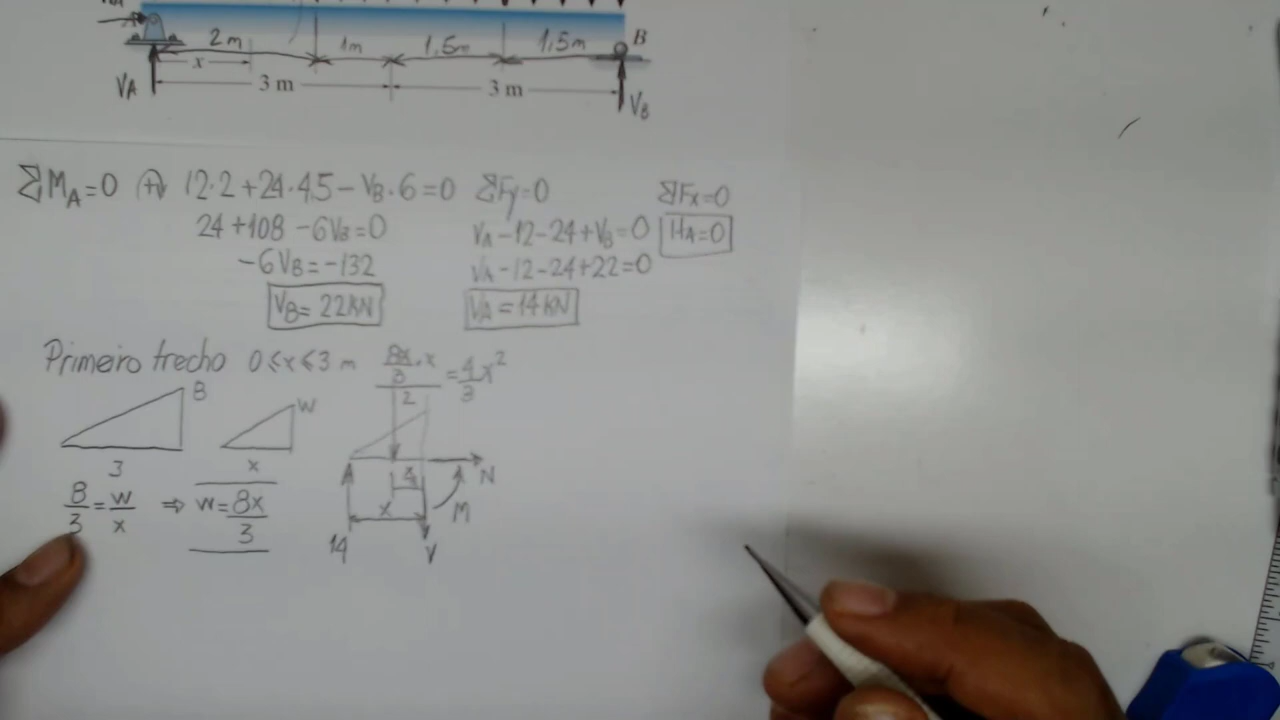 2 m 1m 1,5m 1,5m B
x
VA 3 m 3 m VB
ΣMA=0 (+) 12·2+24·4,5−VB·6=0 ΣFy=0 ΣFx=0
24+108−6VB=0 VA−12−24+VB=0 HA=0
−6VB=−132 VA−12−24+22=0
VB=22KN VA=14KN
Primeiro trecho 0≤x≤3 m 8x/3·x/2=4/3x²
8 W
3 x A N
8/3=w/x ⇒ w=8x/3 x M
14 V